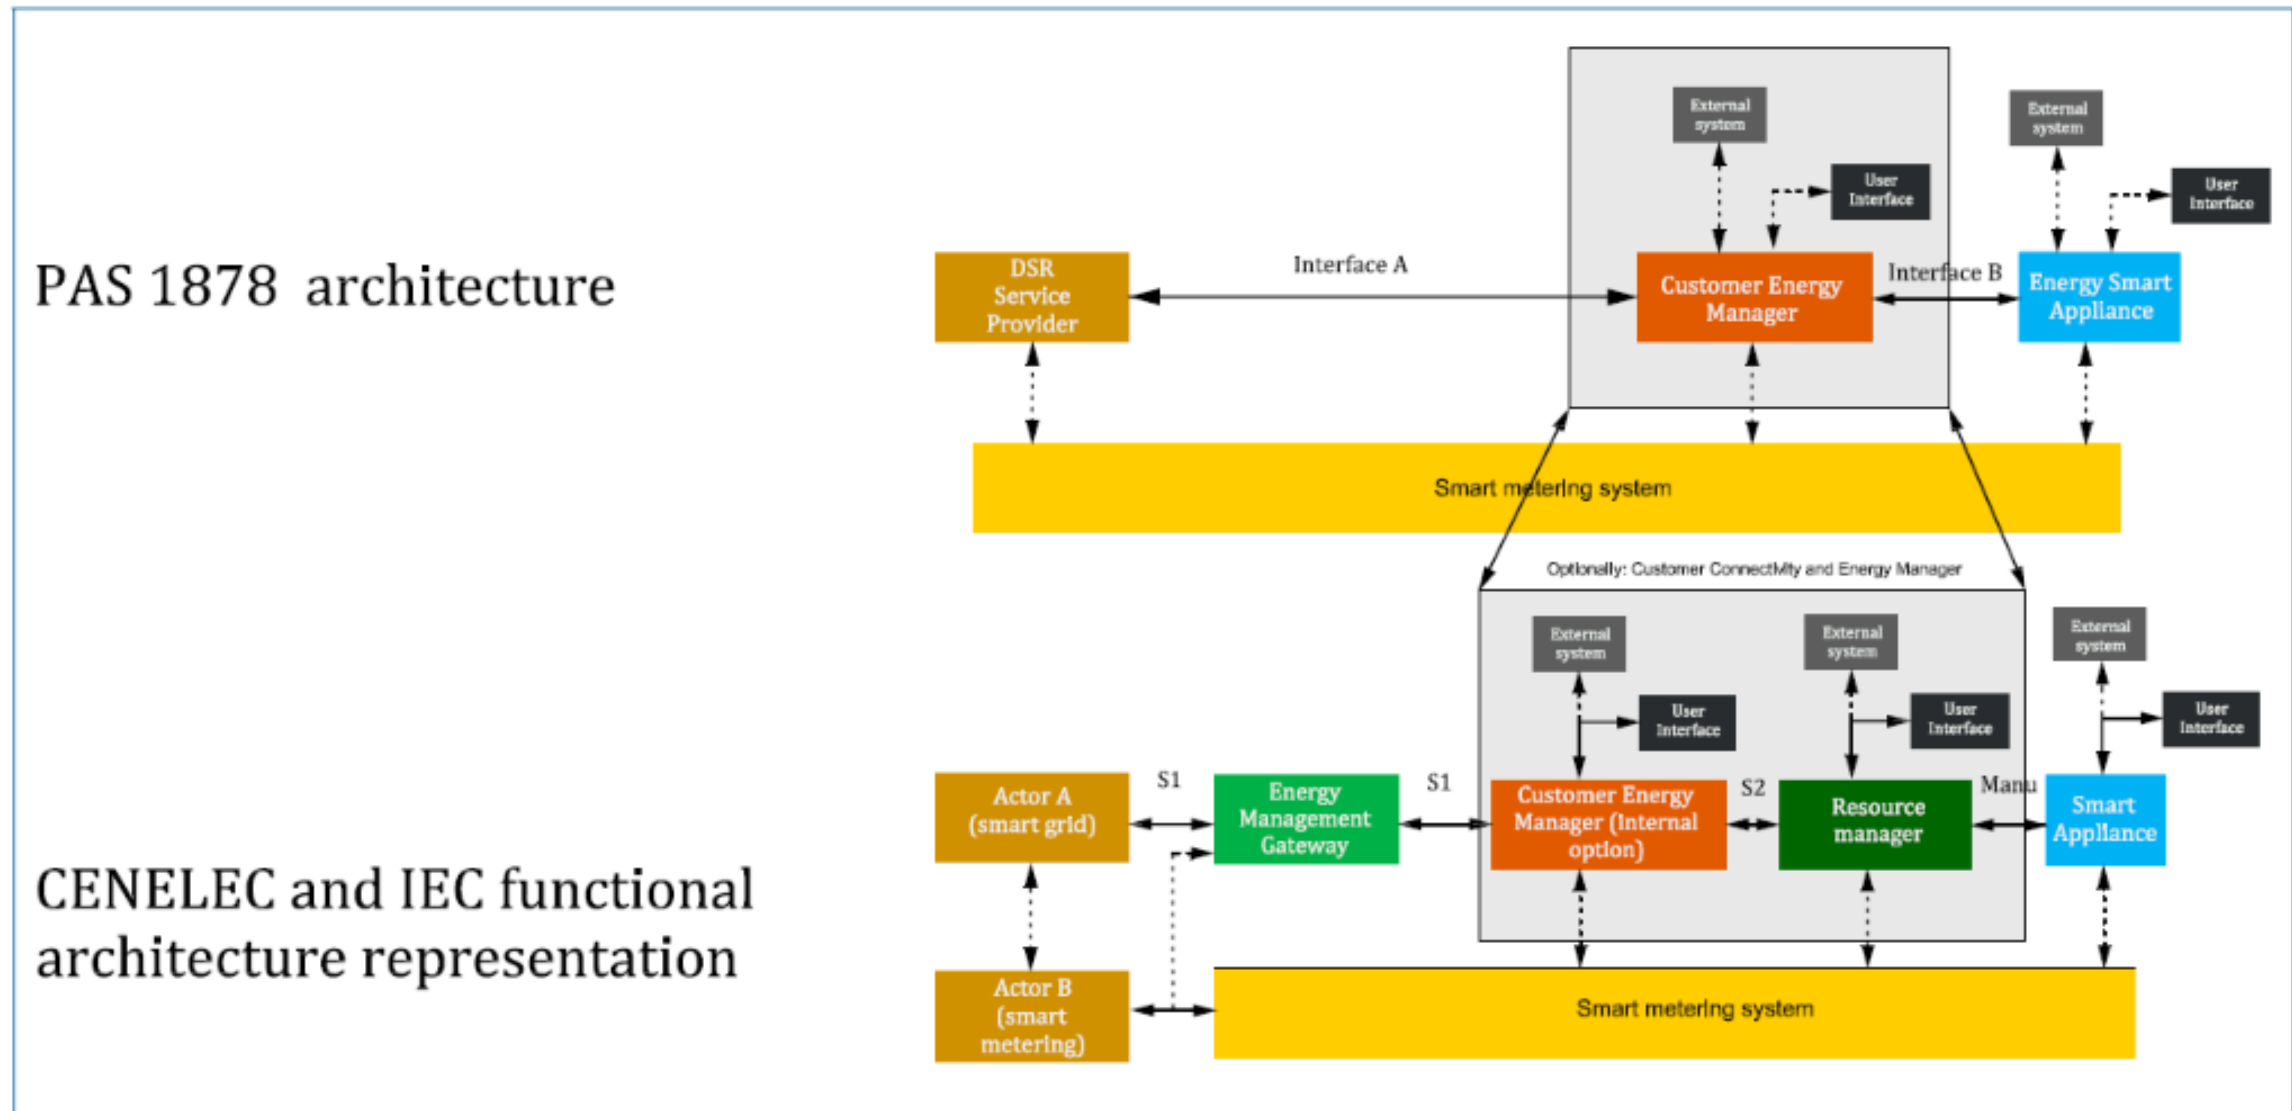 External
system
External
system
User
Interface
User
Interface
PAS 1878 architecture
DSR
Service
Provider
Interface A
Customer Energy
Manager
Interface B
Energy Smart
Appliance
Smart metering system
Optionally: Customer Connectivity and Energy Manager
External
system
External
system
External
system
User
Interface
User
Interface
User
Interface
CENELEC and IEC functional
architecture representation
Actor A
(smart grid)
S1
Energy
Management
Gateway
S1
Customer Energy
Manager (internal
option)
S2
Resource
manager
Manu
Smart
Appliance
Actor B
(smart
metering)
Smart metering system